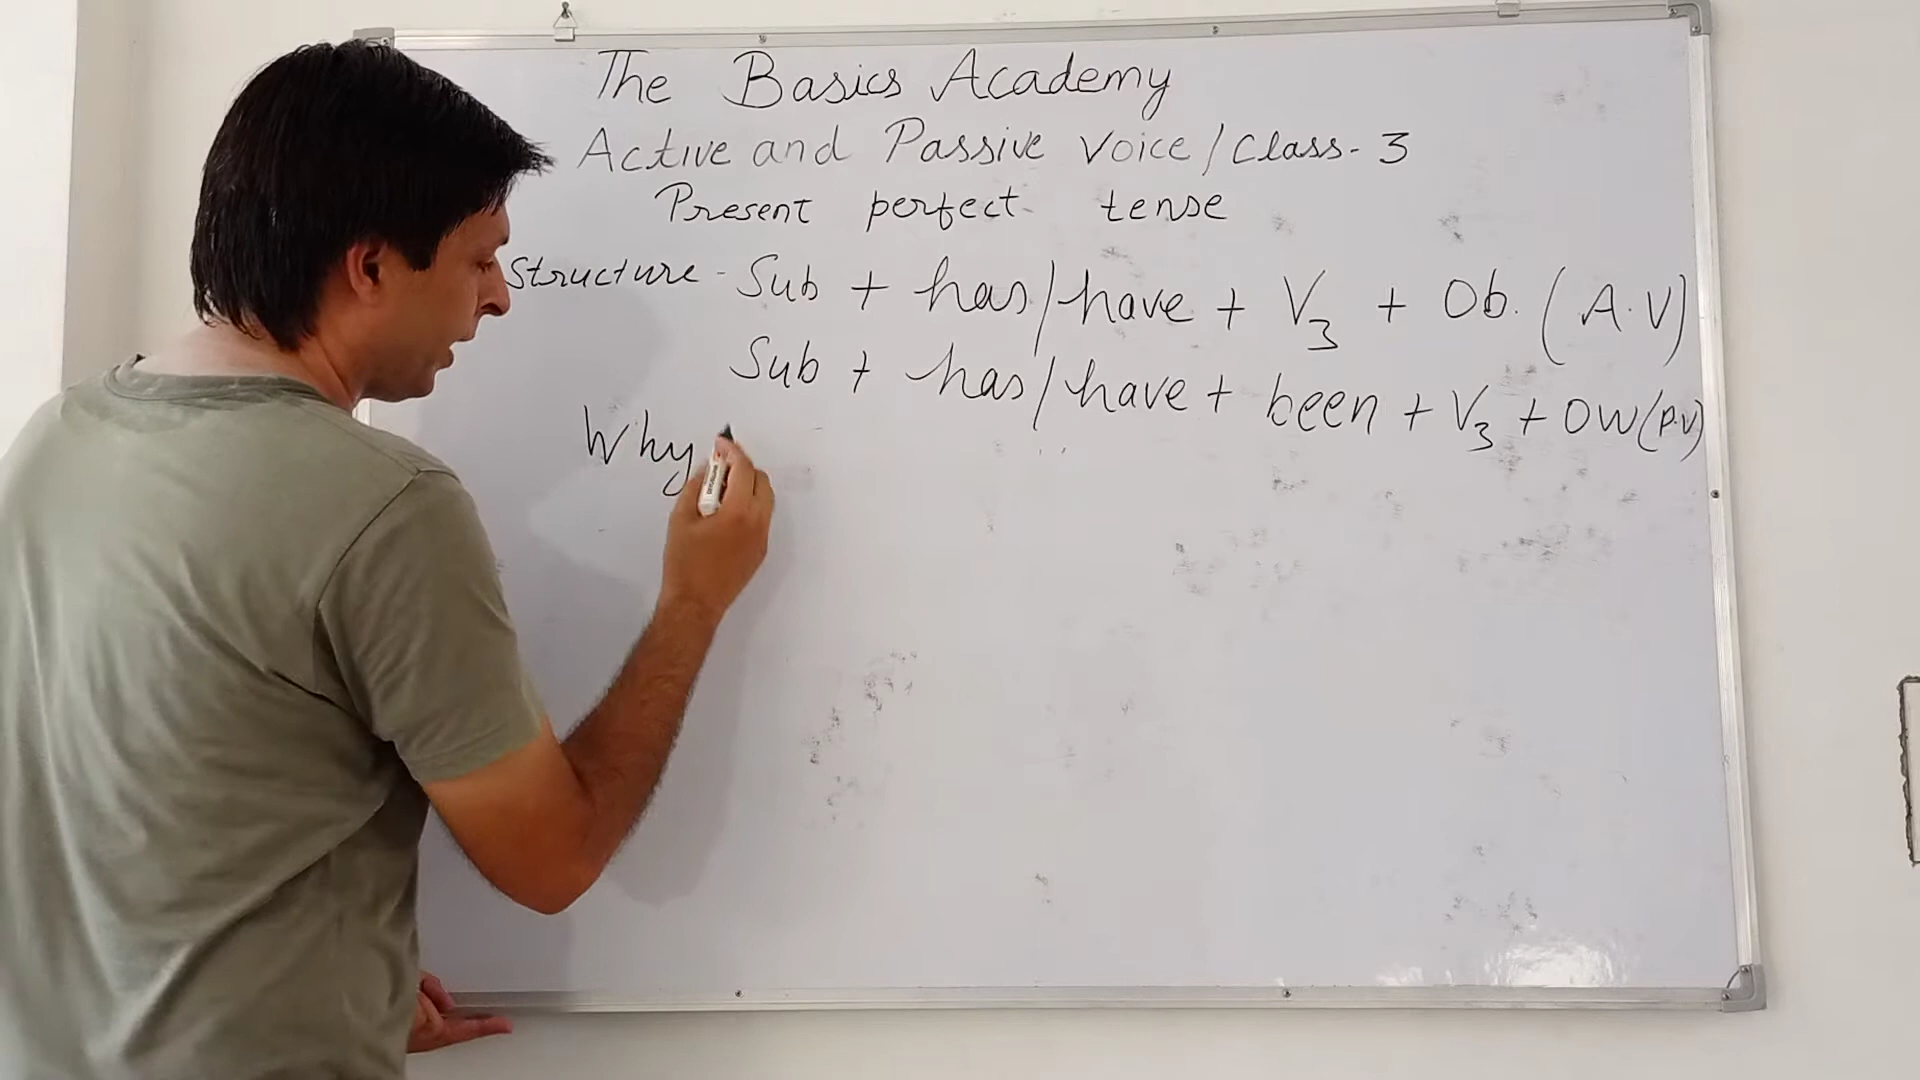 The Basics Academy
Active and Passive Voice / Class - 3
Present perfect tense
Structure - Sub + has/have + V3 + Ob. (A.V)
Sub + has/have + been + V3 + OW (P.V)
Why